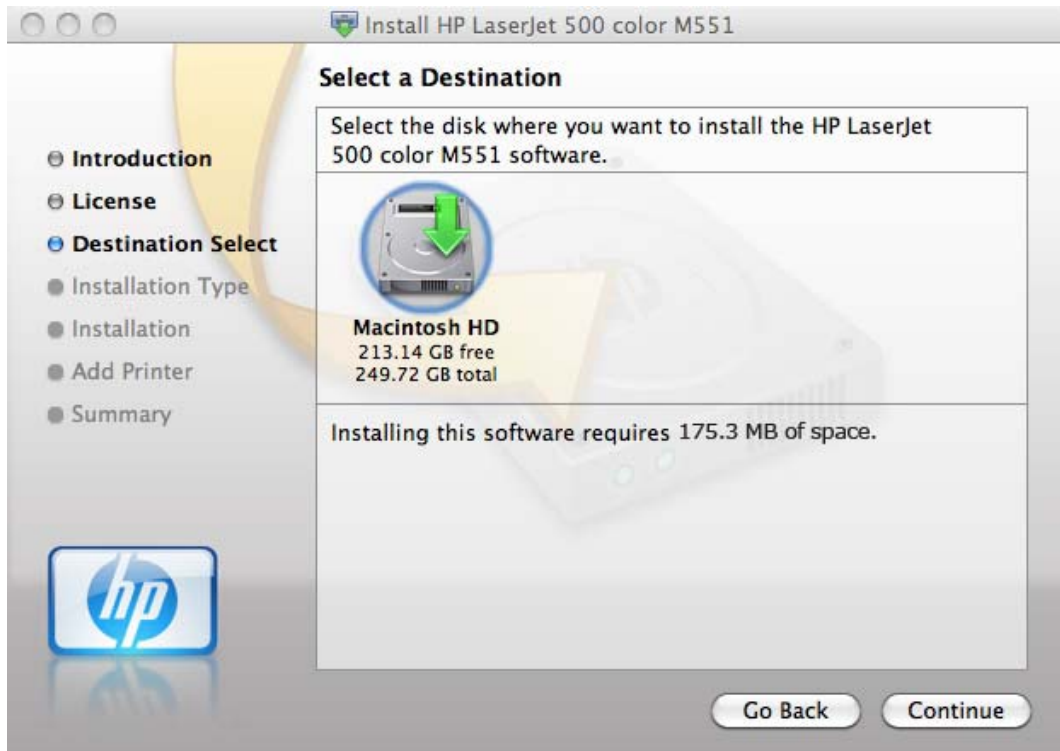 Install HP LaserJet 500 color M551
Select a Destination
Introduction
License
Destination Select
Installation Type
Installation
Add Printer
Summary
Select the disk where you want to install the HP LaserJet
500 color M551 software.
Macintosh HD
213.14 GB free
249.72 GB total
Installing this software requires 175.3 MB of space.
hp
Go Back
Continue